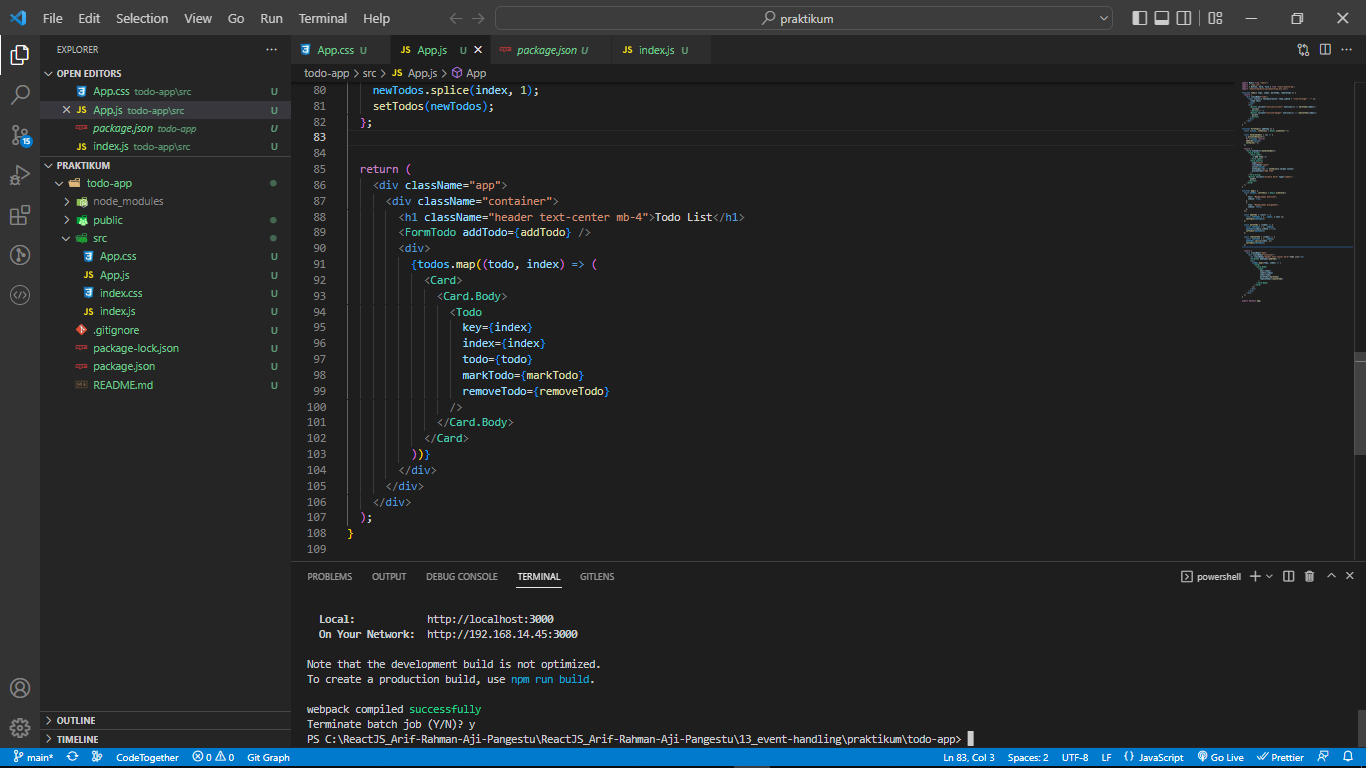 File Edit Selection View Go Run Terminal Help
praktikum
EXPLORER
OPEN EDITORS
App.css todo-app\src U
JS App.js todo-app\src U
package.json todo-app U
JS index.js todo-app\src U
PRAKTIKUM
todo-app
node_modules
public
src
App.css U
JS App.js U
index.css U
JS index.js U
.gitignore U
package-lock.json U
package.json U
README.md U
OUTLINE
TIMELINE
App.css U
JS App.js U
package.json U
JS index.js U
todo-app > src > JS App.js > App
80 newTodos.splice(index, 1);
81 setTodos(newTodos);
82 };
83
84
85 return (
86 <div className="app">
87 <div className="container">
88 <h1 className="header text-center mb-4">Todo List</h1>
89 <FormTodo addTodo={addTodo} />
90 <div>
91 {todos.map((todo, index) => (
92 <Card>
93 <Card.Body>
94 <Todo
95 key={index}
96 index={index}
97 todo={todo}
98 markTodo={markTodo}
99 removeTodo={removeTodo}
100 />
101 </Card.Body>
102 </Card>
103 ))}
104 </div>
105 </div>
106 </div>
107 );
108 }
109
PROBLEMS OUTPUT DEBUG CONSOLE TERMINAL GITLENS
powershell
Local: http://localhost:3000
On Your Network: http://192.168.14.45:3000
Note that the development build is not optimized.
To create a production build, use npm run build.
webpack compiled successfully
Terminate batch job (Y/N)? y
PS C:\ReactJS_Arif-Rahman-Aji-Pangestu\ReactJS_Arif-Rahman-Aji-Pangestu\13_event-handling\praktikum\todo-app>
15
main* CodeTogether 0 0 Git Graph Ln 83, Col 3 Spaces: 2 UTF-8 LF {} JavaScript Go Live Prettier